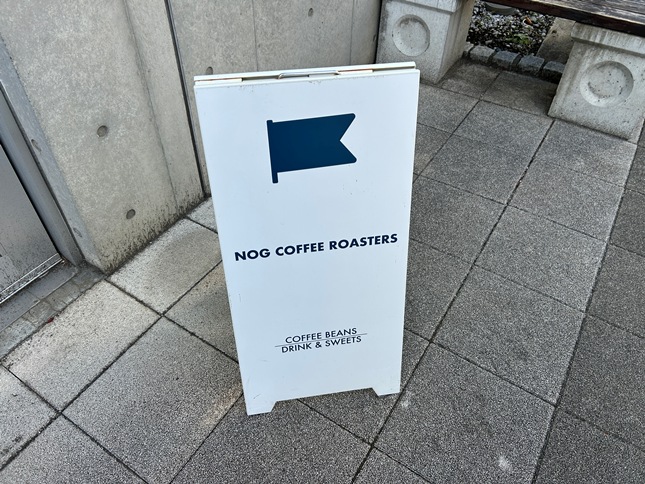 NOG COFFEE ROASTERS
COFFEE BEANS
DRINK & SWEETS